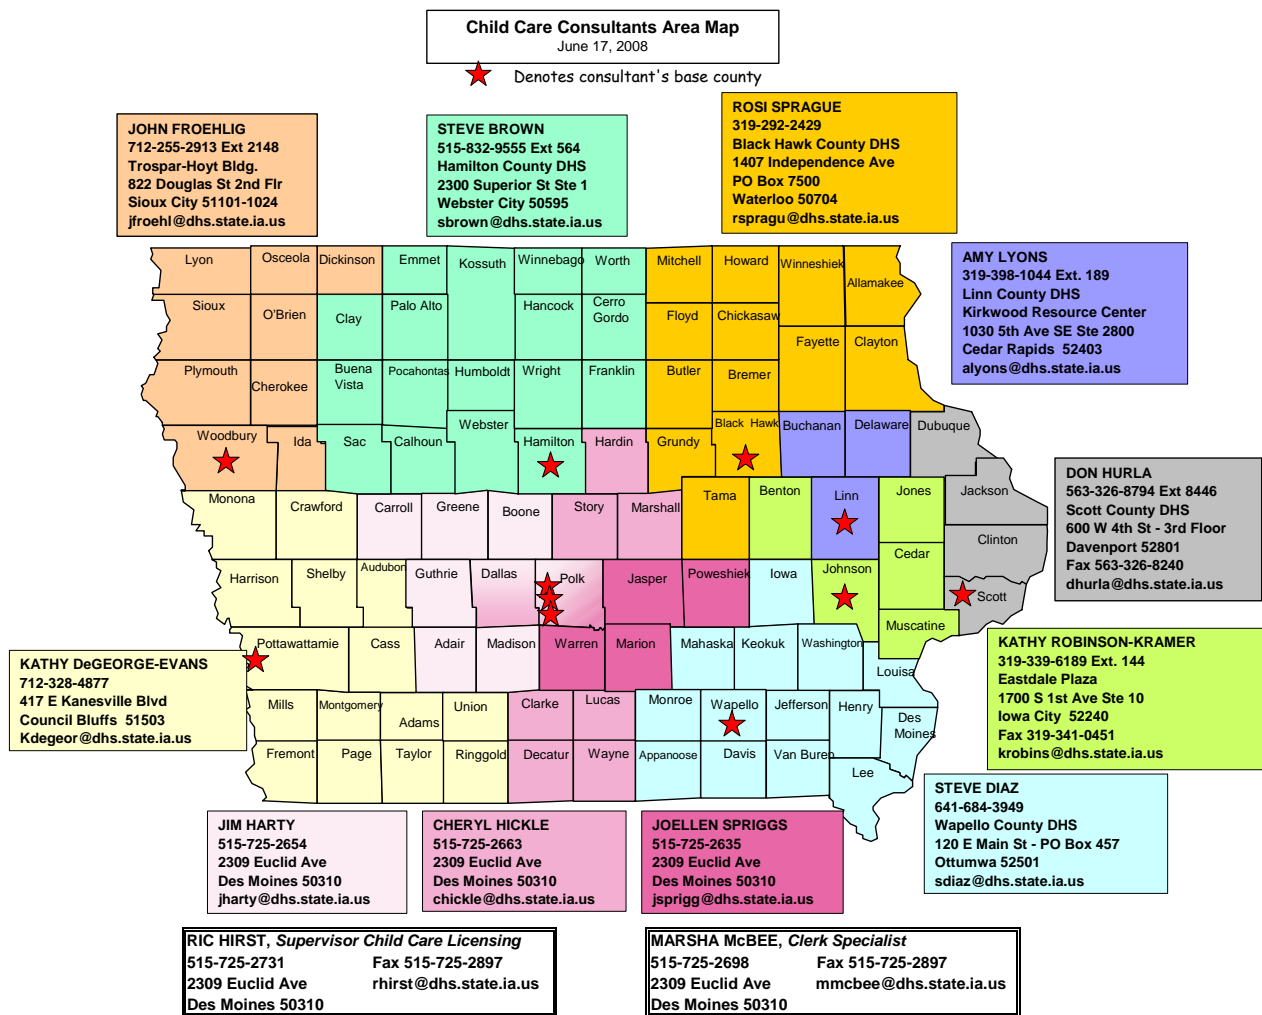 Child Care Consultants Area Map
June 17, 2008
Denotes consultant's base county
JOHN FROEHLIG
712-255-2913 Ext 2148
Trospar-Hoyt Bldg.
822 Douglas St 2nd Flr
Sioux City 51101-1024
jfroehl@dhs.state.ia.us
STEVE BROWN
515-832-9555 Ext 564
Hamilton County DHS
2300 Superior St Ste 1
Webster City 50595
sbrown@dhs.state.ia.us
ROSI SPRAGUE
319-292-2429
Black Hawk County DHS
1407 Independence Ave
PO Box 7500
Waterloo 50704
rspragu@dhs.state.ia.us
AMY LYONS
319-398-1044 Ext. 189
Linn County DHS
Kirkwood Resource Center
1030 5th Ave SE Ste 2800
Cedar Rapids 52403
alyons@dhs.state.ia.us
Lyon Osceola Dickinson Emmet Kossuth Winnebago Worth Mitchell Howard Winneshiek Allamakee
Sioux O'Brien Clay Palo Alto Hancock Cerro Gordo Floyd Chickasaw Fayette Clayton
Plymouth Cherokee Buena Vista Pocahontas Humboldt Wright Franklin Butler Bremer
Woodbury Ida Sac Calhoun Webster Hamilton Hardin Grundy Black Hawk Buchanan Delaware Dubuque
Monona Crawford Carroll Greene Boone Story Marshall Tama Benton Linn Jones Jackson
Clinton
Cedar
Harrison Shelby Audubon Guthrie Dallas Polk Jasper Poweshiek Iowa Johnson Scott
Muscatine
Pottawattamie Cass Adair Madison Warren Marion Mahaska Keokuk Washington Louisa
Mills Montgomery Adams Union Clarke Lucas Monroe Wapello Jefferson Henry Des Moines
Fremont Page Taylor Ringgold Decatur Wayne Appanoose Davis Van Buren Lee
DON HURLA
563-326-8794 Ext 8446
Scott County DHS
600 W 4th St - 3rd Floor
Davenport 52801
Fax 563-326-8240
dhurla@dhs.state.ia.us
KATHY DeGEORGE-EVANS
712-328-4877
417 E Kanesville Blvd
Council Bluffs 51503
Kdegeor@dhs.state.ia.us
KATHY ROBINSON-KRAMER
319-339-6189 Ext. 144
Eastdale Plaza
1700 S 1st Ave Ste 10
Iowa City 52240
Fax 319-341-0451
krobins@dhs.state.ia.us
STEVE DIAZ
641-684-3949
Wapello County DHS
120 E Main St - PO Box 457
Ottumwa 52501
sdiaz@dhs.state.ia.us
JIM HARTY
515-725-2654
2309 Euclid Ave
Des Moines 50310
jharty@dhs.state.ia.us
CHERYL HICKLE
515-725-2663
2309 Euclid Ave
Des Moines 50310
chickle@dhs.state.ia.us
JOELLEN SPRIGGS
515-725-2635
2309 Euclid Ave
Des Moines 50310
jsprigg@dhs.state.ia.us
RIC HIRST, Supervisor Child Care Licensing
515-725-2731 Fax 515-725-2897
2309 Euclid Ave rhirst@dhs.state.ia.us
Des Moines 50310
MARSHA McBEE, Clerk Specialist
515-725-2698 Fax 515-725-2897
2309 Euclid Ave mmcbee@dhs.state.ia.us
Des Moines 50310